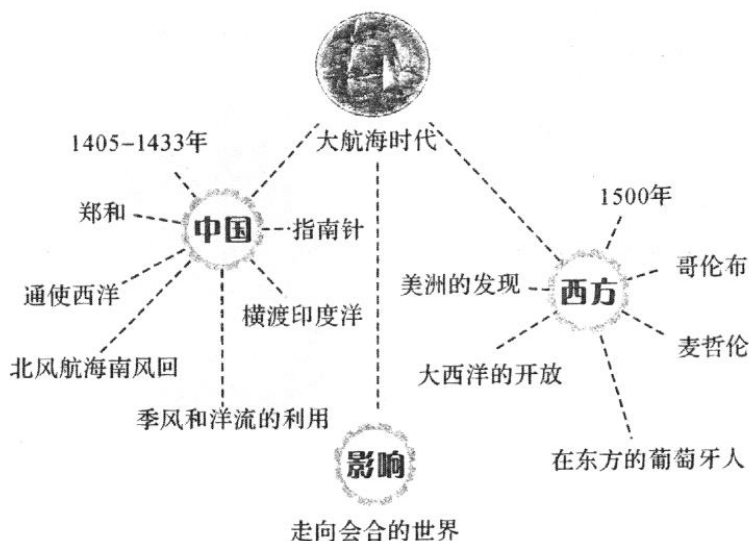 大航海时代
1405-1433年
郑和
中国
指南针
通使西洋
横渡印度洋
北风航海南风回
季风和洋流的利用
1500年
哥伦布
美洲的发现
西方
麦哲伦
大西洋的开放
在东方的葡萄牙人
影响
走向会合的世界